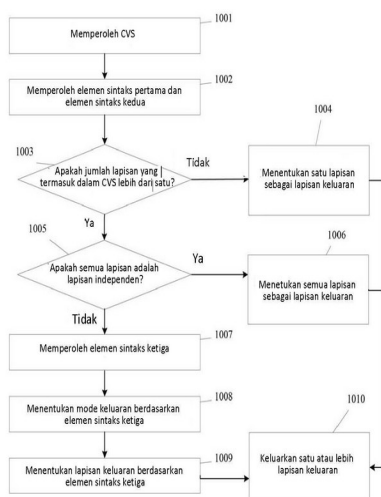 1001
Memperoleh CVS
1002
Memperoleh elemen sintaks pertama dan
elemen sintaks kedua
1003
Apakah jumlah lapisan yang
termasuk dalam CVS lebih dari satu?
Tidak
1004
Menentukan satu lapisan
sebagai lapisan keluaran
Ya
1005
Apakah semua lapisan adalah
lapisan independen?
Ya
1006
Metetukan semua lapisan
sebagai lapisan keluaran
Tidak
1007
Memperoleh elemen sintaks ketiga
1008
Menentukan mode keluaran berdasarkan
elemen sintaks ketiga
1009
Menentukan lapisan keluaran berdasarkan
elemen sintaks ketiga
1010
Keluarkan satu atau lebih
lapisan keluaran